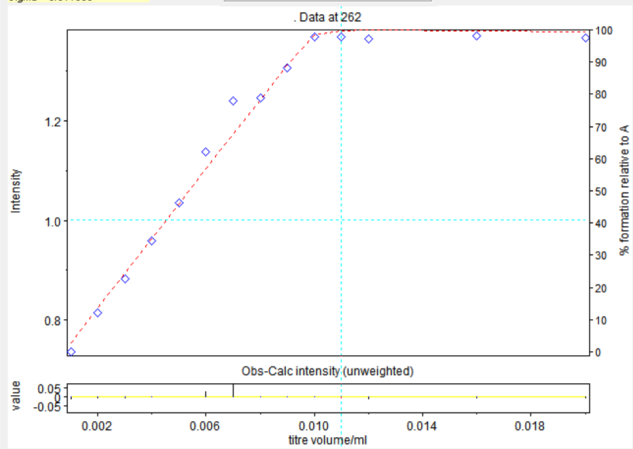 . Data at 262
Intensity
1.2
1.0
0.8
100
90
80
70
60
50
40
30
20
10
0
% formation relative to A
Obs-Calc intensity (unweighted)
value
0.05
0
-0.05
0.002 0.006 0.010 0.014 0.018
titre volume/ml